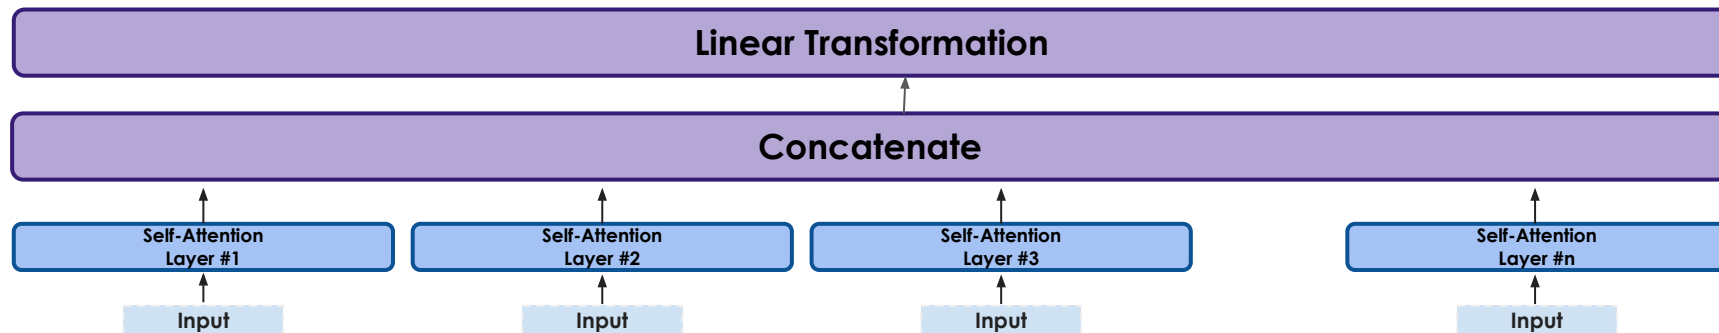 Linear Transformation
Concatenate
Self-Attention
Layer #1
Self-Attention
Layer #2
Self-Attention
Layer #3
Self-Attention
Layer #n
Input
Input
Input
Input